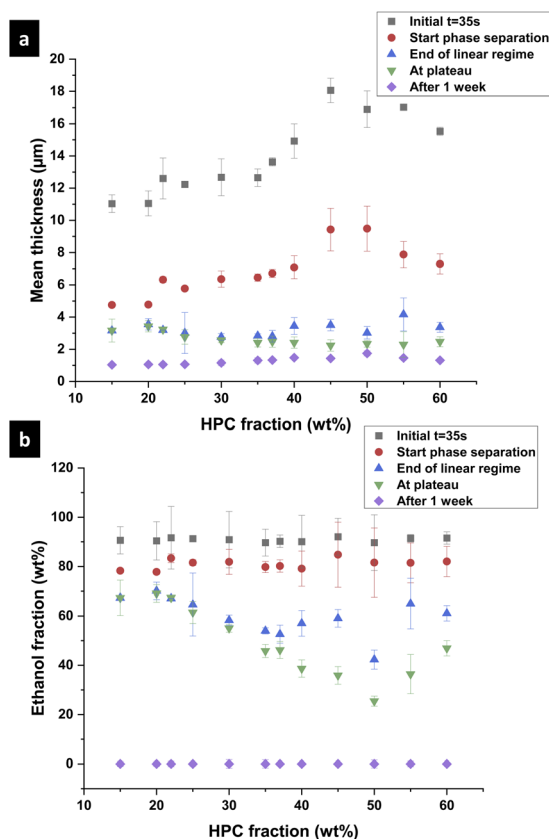 a
Initial t=35s
Start phase separation
End of linear regime
At plateau
After 1 week
20
18
16
14
12
10
8
6
4
2
0
Mean thickness (µm)
10 20 30 40 50 60
HPC fraction (wt%)
b
Initial t=35s
Start phase separation
End of linear regime
At plateau
After 1 week
120
100
80
60
40
20
0
Ethanol fraction (wt%)
10 20 30 40 50 60
HPC fraction (wt%)